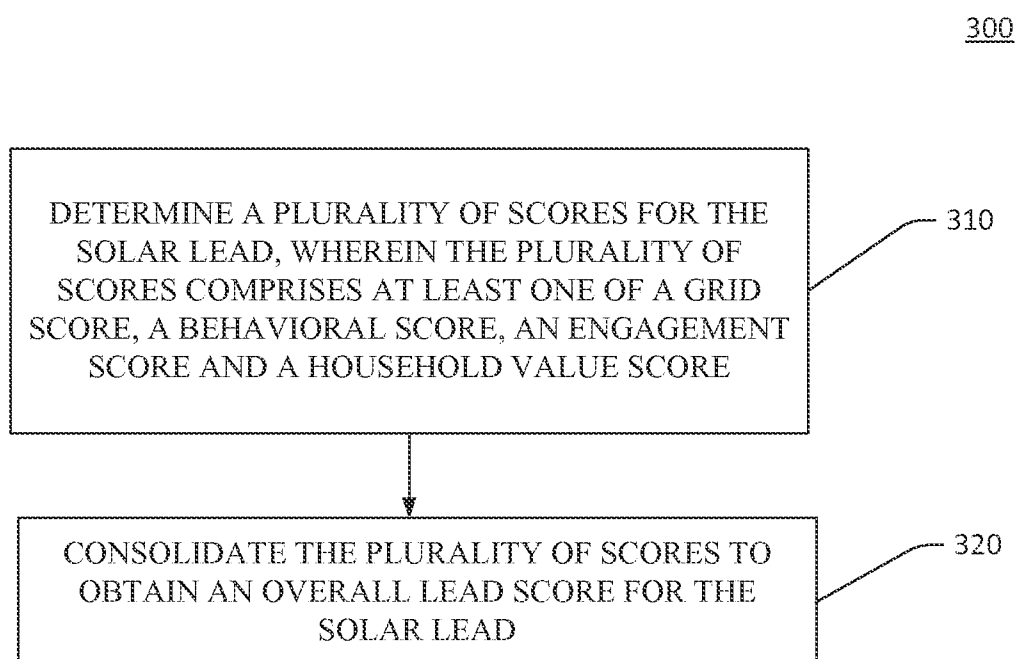 300
DETERMINE A PLURALITY OF SCORES FOR THE
SOLAR LEAD, WHEREIN THE PLURALITY OF
SCORES COMPRISES AT LEAST ONE OF A GRID
SCORE, A BEHAVIORAL SCORE, AN ENGAGEMENT
SCORE AND A HOUSEHOLD VALUE SCORE
310
CONSOLIDATE THE PLURALITY OF SCORES TO
OBTAIN AN OVERALL LEAD SCORE FOR THE
SOLAR LEAD
320